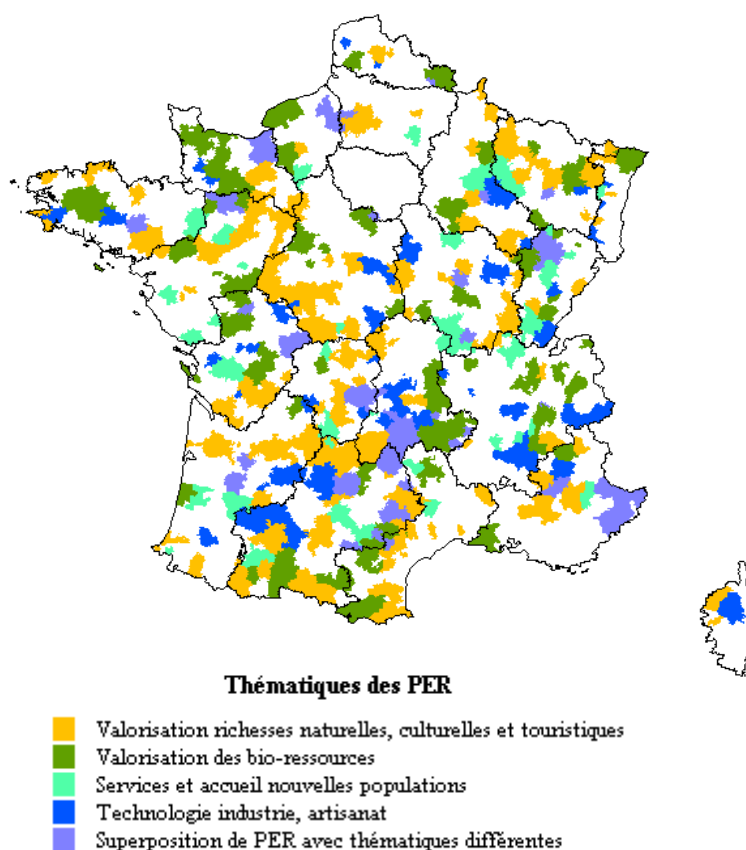 Thématiques des PER
Valorisation richesses naturelles, culturelles et touristiques
Valorisation des bio-ressources
Services et accueil nouvelles populations
Technologie industrie, artisanat
Superposition de PER avec thématiques différentes